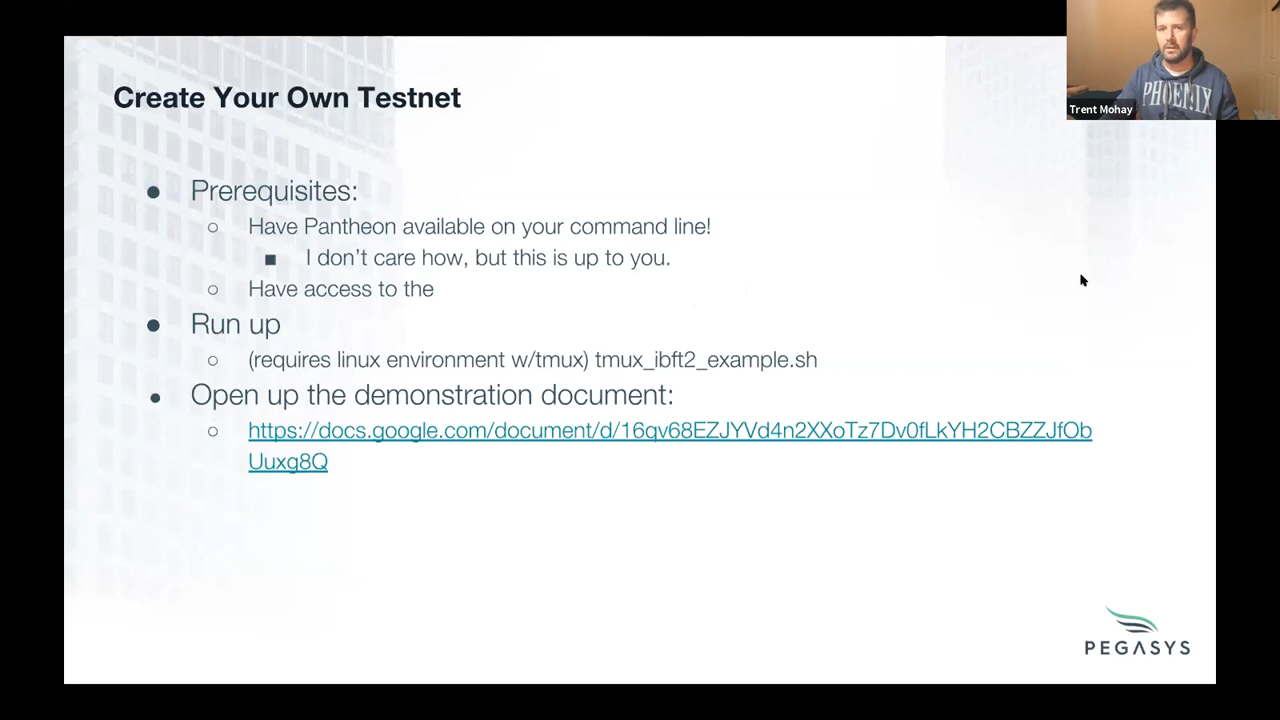 Create Your Own Testnet
Trent Mohay
PHOENIX
● Prerequisites:
○ Have Pantheon available on your command line!
■ I don't care how, but this is up to you.
○ Have access to the
● Run up
○ (requires linux environment w/tmux) tmux_ibft2_example.sh
● Open up the demonstration document:
○ https://docs.google.com/document/d/16qv68EZJYVd4n2XXoTz7Dv0fLkYH2CBZZJfOb
Uuxg8Q
PEGASYS